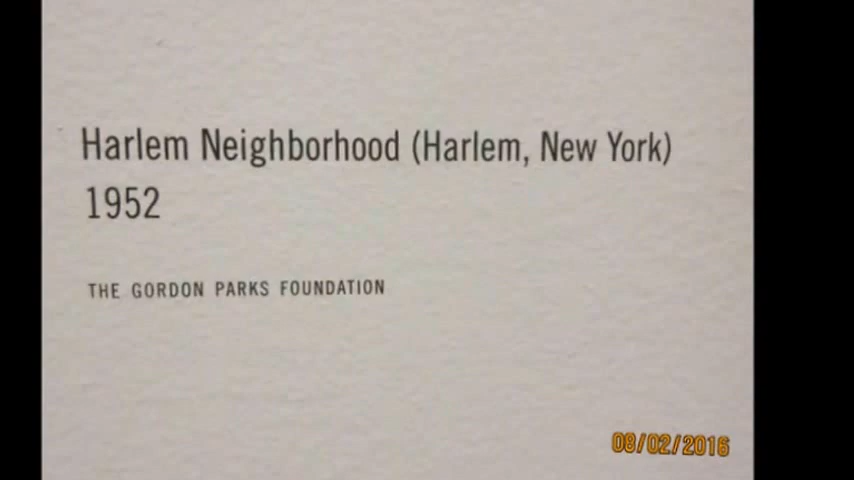 Harlem Neighborhood (Harlem, New York)
1952
THE GORDON PARKS FOUNDATION
08/02/2016